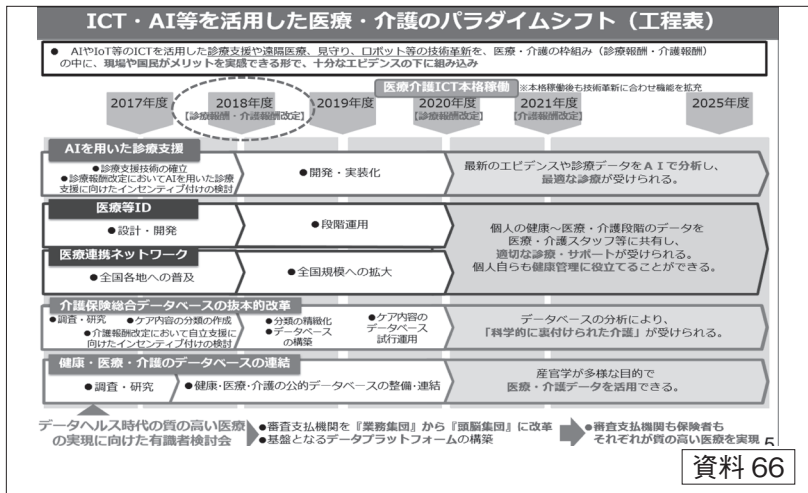 ICT・AI等を活用した医療・介護のパラダイムシフト（工程表）
● AIやIoT等のICTを活用した診療支援や遠隔医療、見守り、ロボット等の技術革新を、医療・介護の枠組み（診療報酬・介護報酬）
の中に、現場や国民がメリットを実感できる形で、十分なエビデンスの下に組み込み
医療介護ICT本格稼働 ※本格稼働後も技術革新に合わせ機能を拡充
2017年度 2018年度 2019年度 2020年度 2021年度 2025年度
【診療報酬・介護報酬改定】 【診療報酬改定】 【介護報酬改定】
AIを用いた診療支援
●診療支援技術の確立
●診療報酬改定においてAIを用いた診療
支援に向けたインセンティブ付けの検討
●開発・実装化
最新のエビデンスや診療データをＡＩで分析し、
最適な診療が受けられる。
医療等ID
●設計・開発
●段階運用
医療連携ネットワーク
●全国各地への普及
●全国規模への拡大
個人の健康～医療・介護段階のデータを
医療・介護スタッフ等に共有し、
適切な診療・サポートが受けられる。
個人自らも健康管理に役立てることができる。
介護保険総合データベースの抜本的改革
●調査・研究 ●ケア内容の分類の作成
●介護報酬改定において自立支援に
向けたインセンティブ付けの検討
●分類の精緻化
●データベース
の構築
●ケア内容の
データベース
試行運用
データベースの分析により、
「科学的に裏付けられた介護」が受けられる。
健康・医療・介護のデータベースの連結
●調査・研究
●健康・医療・介護の公的データベースの整備・連結
産官学が多様な目的で
医療・介護データを活用できる。
データヘルス時代の質の高い医療
の実現に向けた有識者検討会
●審査支払機関を『業務集団』から『頭脳集団』に改革
●基盤となるデータプラットフォームの構築
●審査支払機関も保険者も
それぞれが質の高い医療を実現
5
資料 66